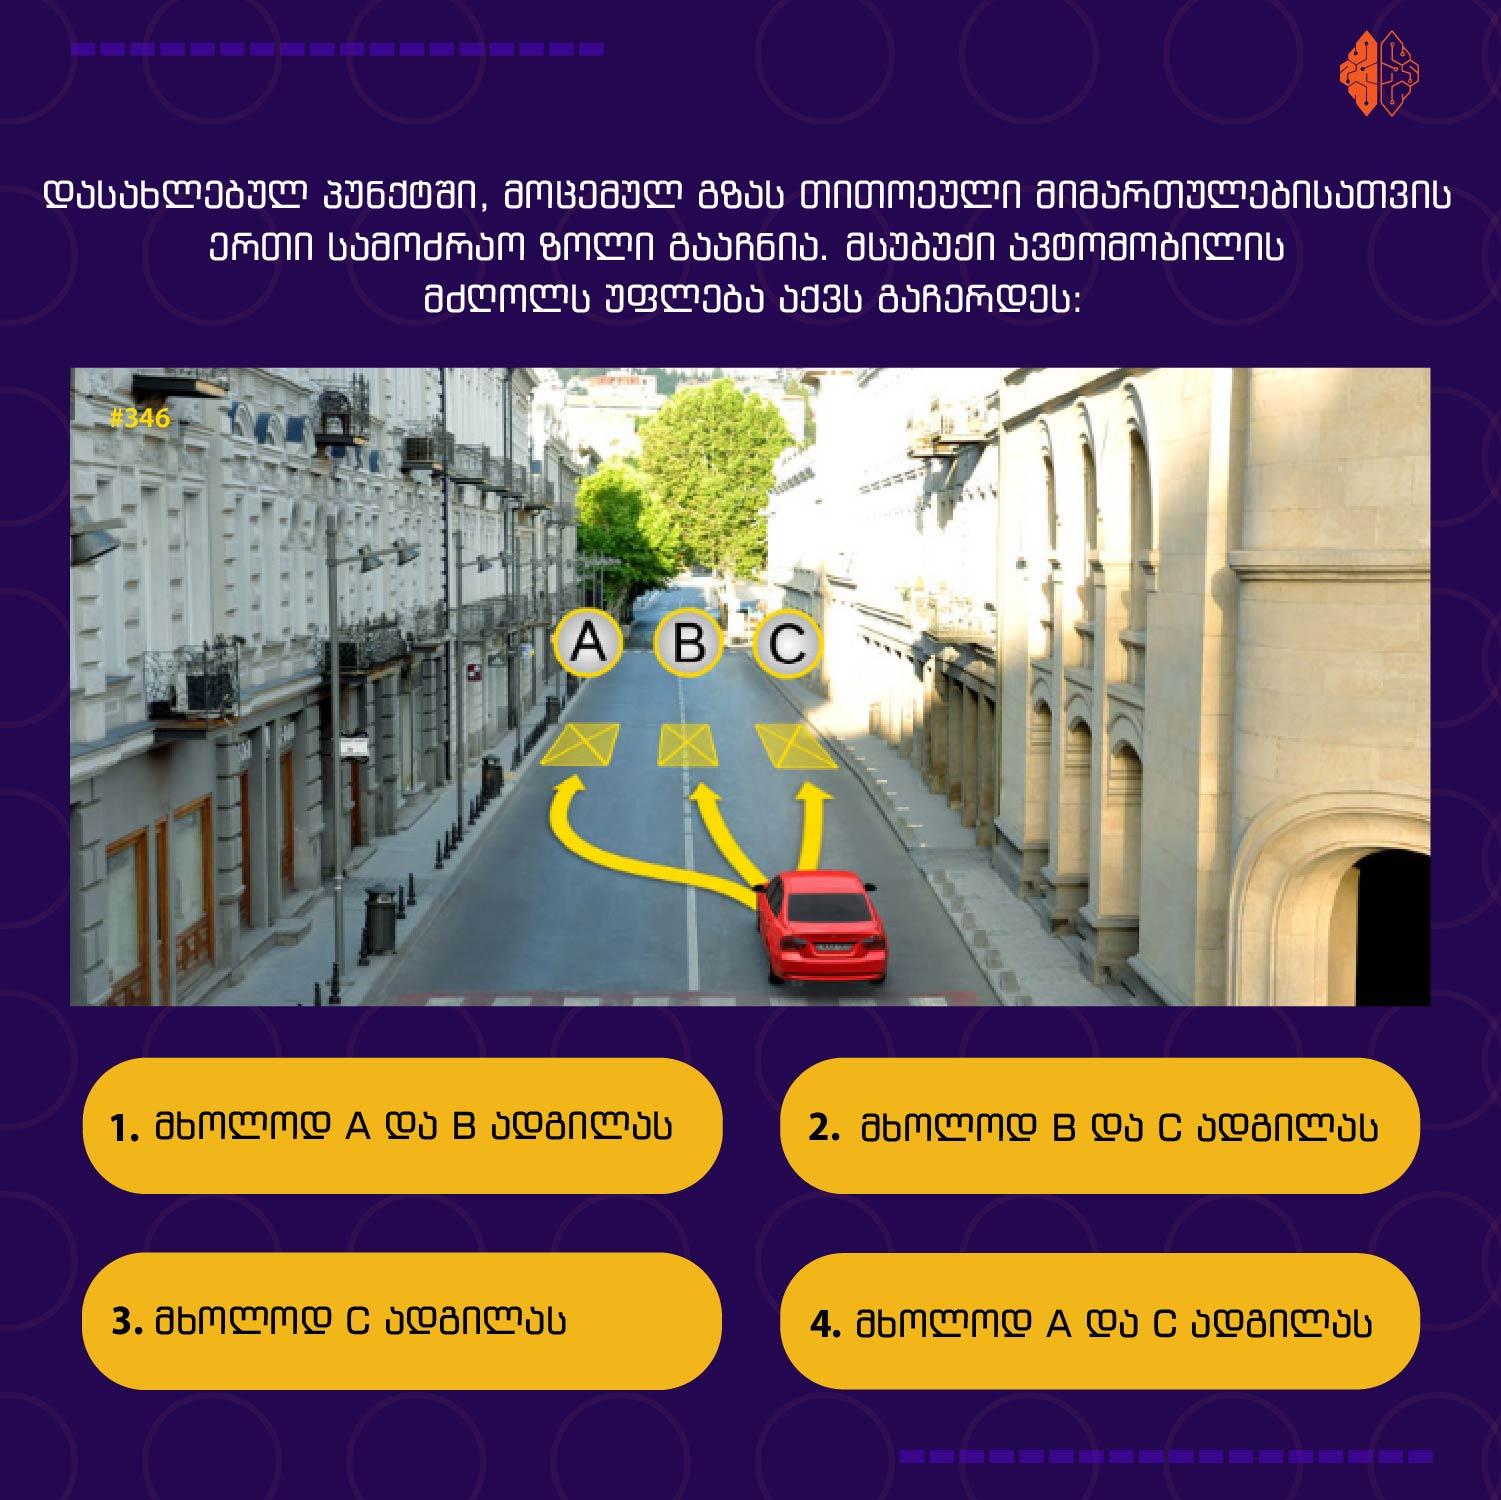 დასახლებულ პუნქტში, მოცემულ გზას თითოეული მიმართულებისათვის
ერთი სამოძრაო ზოლი გააჩნია. მსუბუქი ავტომობილის
მძღოლს უფლება აქვს გაჩერდეს:
#346
A B C
1. მხოლოდ A და B ადგილას
2. მხოლოდ B და C ადგილას
3. მხოლოდ C ადგილას
4. მხოლოდ A და C ადგილას